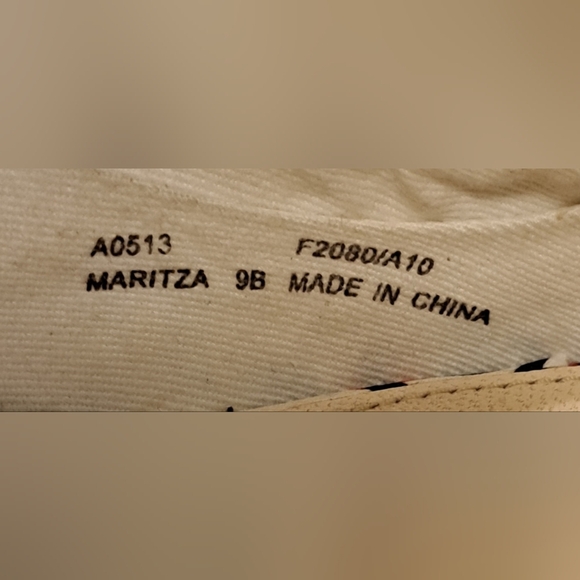 A0513 F2080/A10
MARITZA 9B MADE IN CHINA